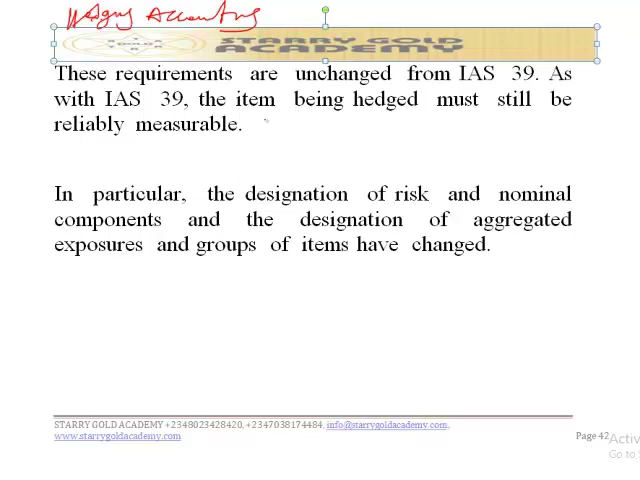 Hedging Accounting
STARRY GOLD
ACADEMY
These requirements are unchanged from IAS 39. As
with IAS 39, the item being hedged must still be
reliably measurable.
In particular, the designation of risk and nominal
components and the designation of aggregated
exposures and groups of items have changed.
STARRY GOLD ACADEMY +2348023428420, +2347038174484, info@starrygoldacademy.com,
www.starrygoldacademy.com
Page 42
Activ
Go to S